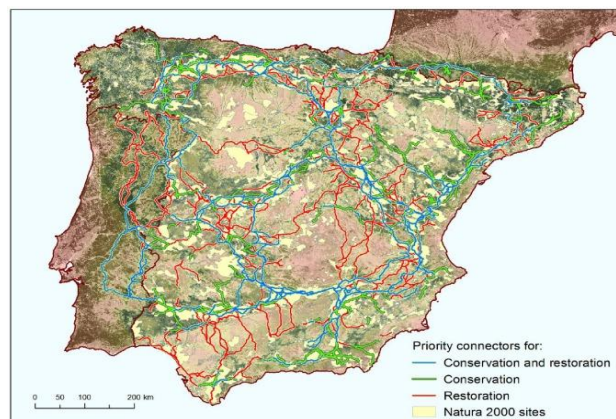 Priority connectors for:
Conservation and restoration
Conservation
Restoration
Natura 2000 sites
0 50 100 200 km